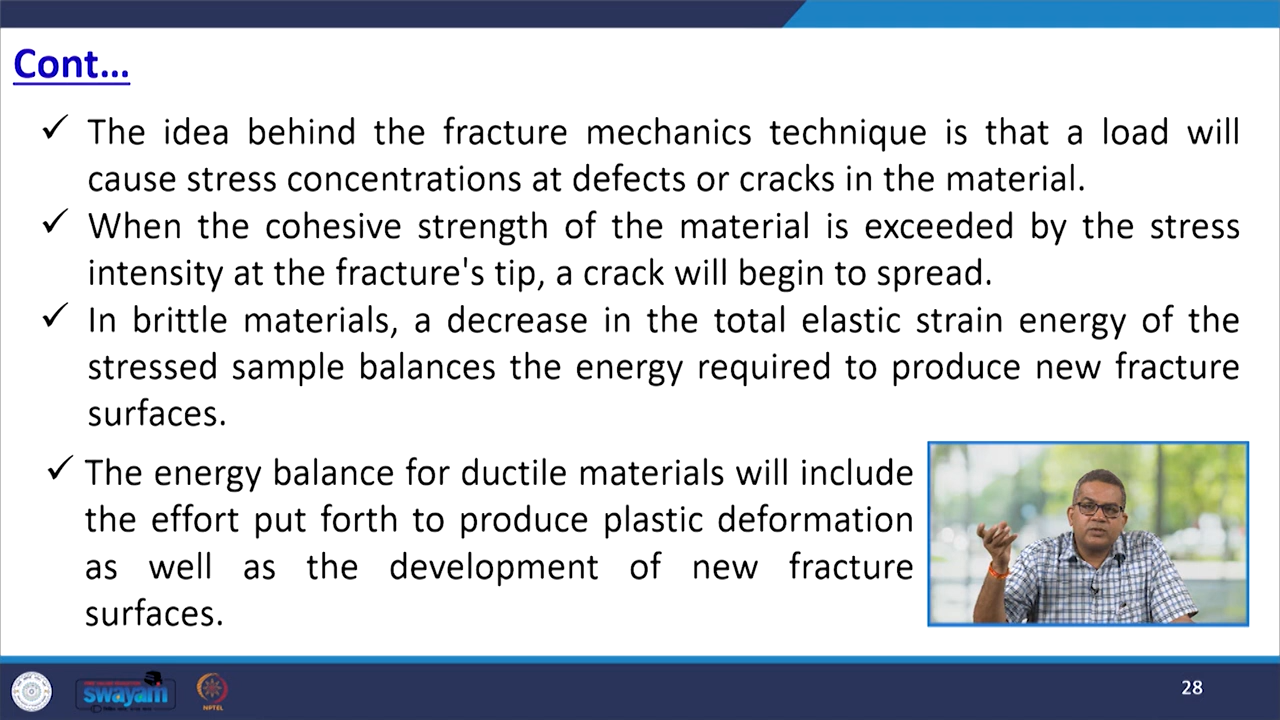 Cont...
✓ The idea behind the fracture mechanics technique is that a load will
cause stress concentrations at defects or cracks in the material.
✓ When the cohesive strength of the material is exceeded by the stress
intensity at the fracture's tip, a crack will begin to spread.
✓ In brittle materials, a decrease in the total elastic strain energy of the
stressed sample balances the energy required to produce new fracture
surfaces.
✓ The energy balance for ductile materials will include
the effort put forth to produce plastic deformation
as well as the development of new fracture
surfaces.
swayam
NPTEL
28